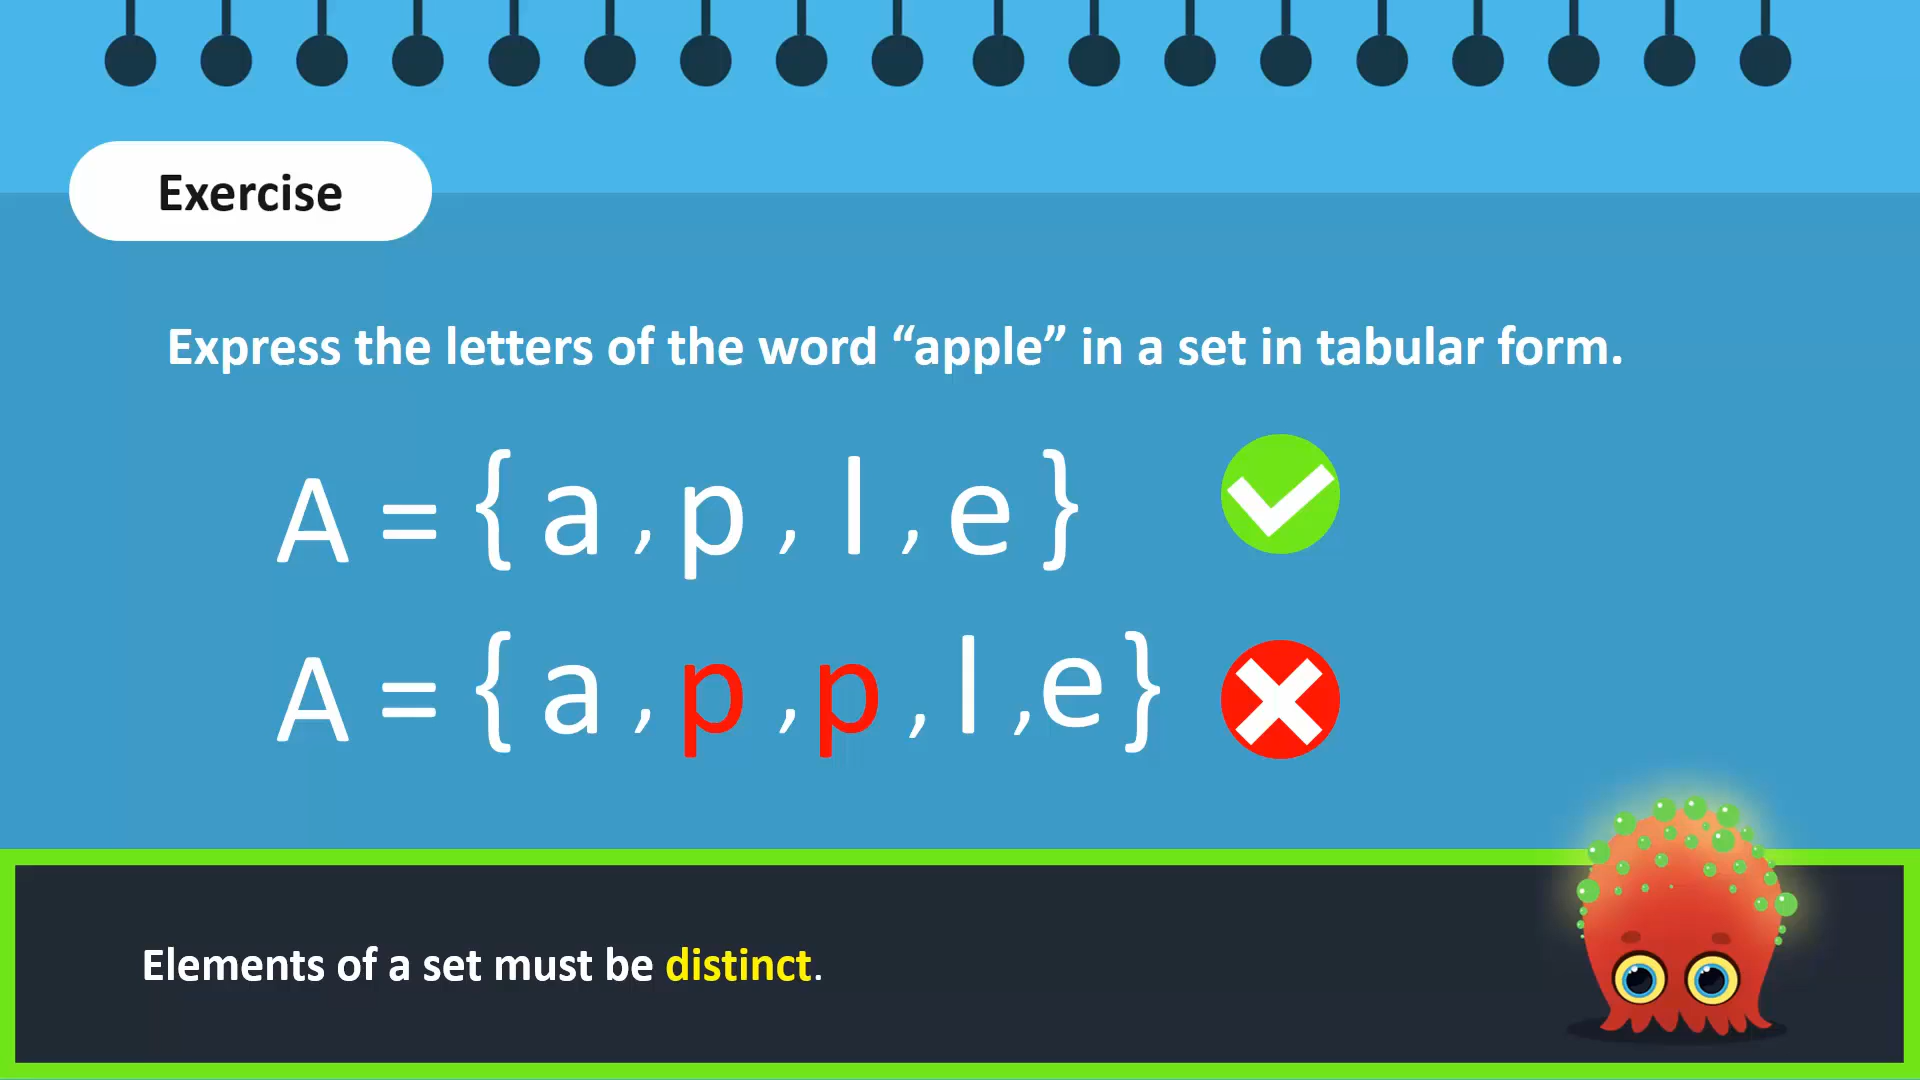 Exercise
Express the letters of the word “apple” in a set in tabular form.
A = { a , p , l , e }
A = { a , p , p , l , e }
Elements of a set must be distinct.